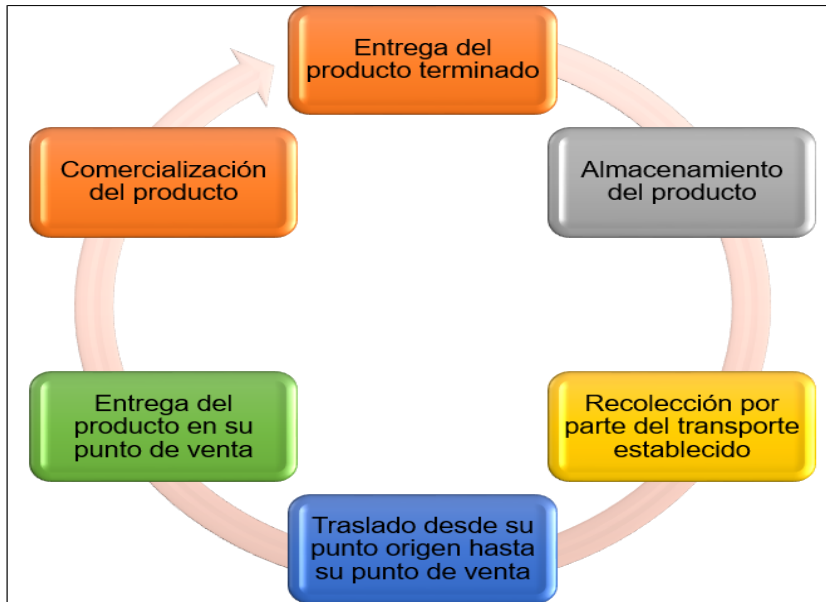 Entrega del
producto terminado
Almacenamiento
del producto
Recolección por
parte del transporte
establecido
Traslado desde su
punto origen hasta
su punto de venta
Entrega del
producto en su
punto de venta
Comercialización
del producto